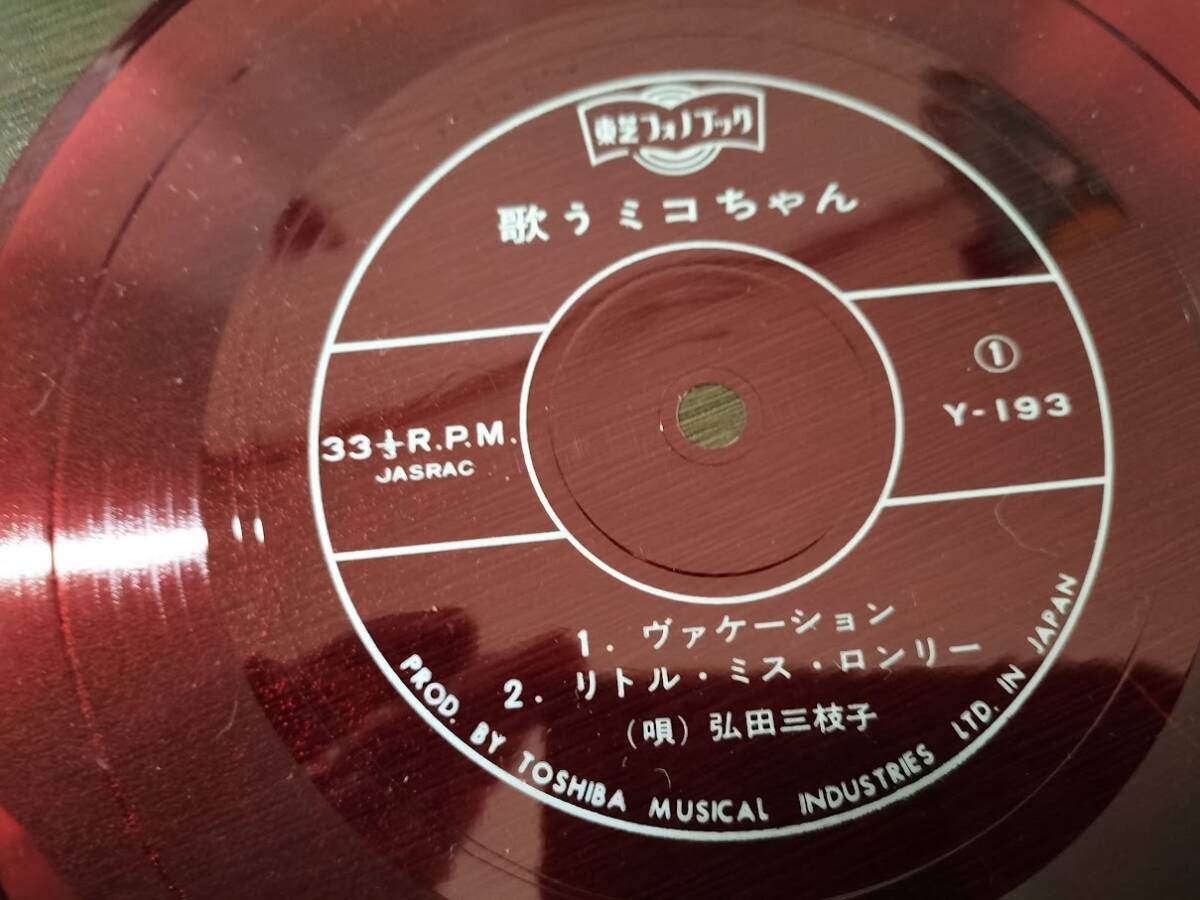 東芝フォノブック
歌うミコちゃん
①
Y-193
33⅓R.P.M.
JASRAC
1. ヴァケーション
2. リトル・ミス・ロンリー
(唄) 弘田三枝子
PROD. BY TOSHIBA MUSICAL INDUSTRIES LTD. IN JAPAN